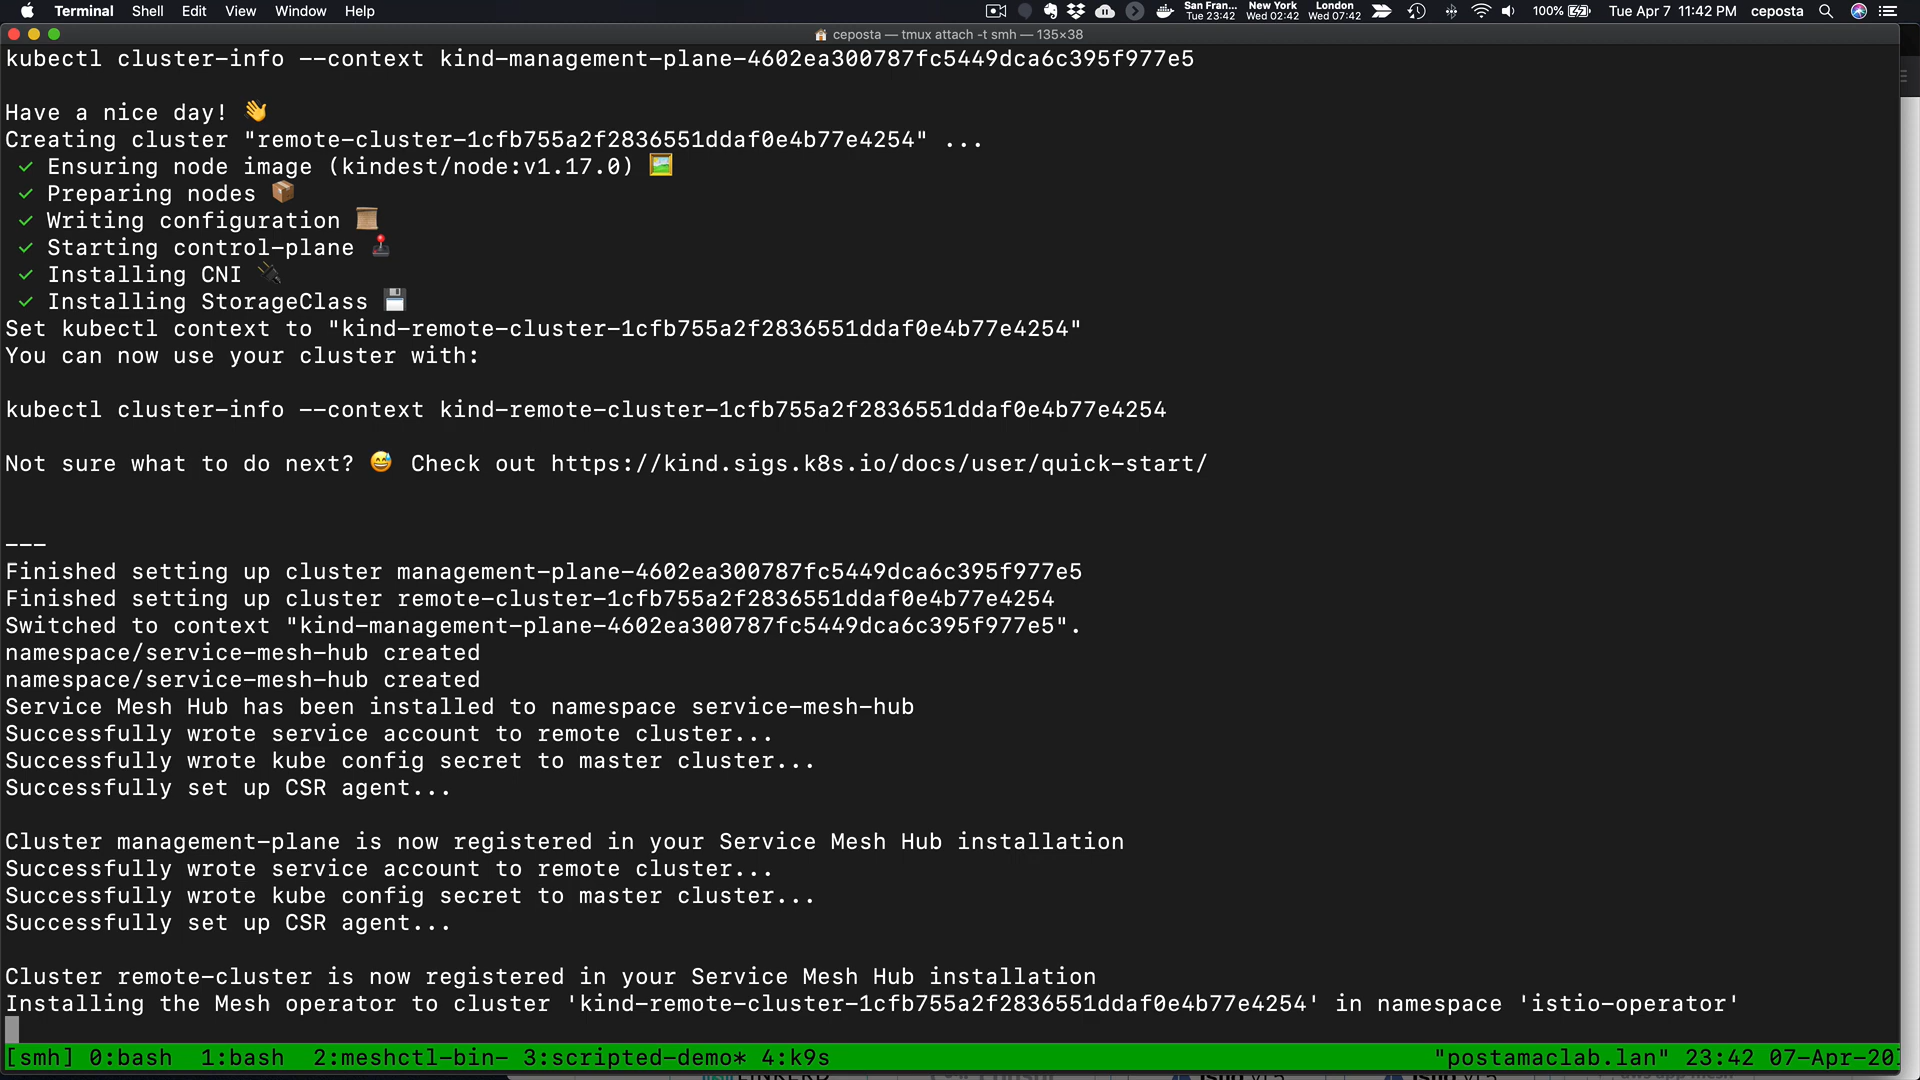 Terminal Shell Edit View Window Help San Fran... Tue 23:42 New York Wed 02:42 London Wed 07:42 100% Tue Apr 7 11:42 PM ceposta
ceposta — tmux attach -t smh — 135×38
kubectl cluster-info --context kind-management-plane-4602ea300787fc5449dca6c395f977e5
Have a nice day! 👋
Creating cluster "remote-cluster-1cfb755a2f2836551ddaf0e4b77e4254" ...
✓ Ensuring node image (kindest/node:v1.17.0) 🖼
✓ Preparing nodes 📦
✓ Writing configuration 📜
✓ Starting control-plane 🕹
✓ Installing CNI 🔌
✓ Installing StorageClass 💾
Set kubectl context to "kind-remote-cluster-1cfb755a2f2836551ddaf0e4b77e4254"
You can now use your cluster with:
kubectl cluster-info --context kind-remote-cluster-1cfb755a2f2836551ddaf0e4b77e4254
Not sure what to do next? 😅 Check out https://kind.sigs.k8s.io/docs/user/quick-start/
---
Finished setting up cluster management-plane-4602ea300787fc5449dca6c395f977e5
Finished setting up cluster remote-cluster-1cfb755a2f2836551ddaf0e4b77e4254
Switched to context "kind-management-plane-4602ea300787fc5449dca6c395f977e5".
namespace/service-mesh-hub created
namespace/service-mesh-hub created
Service Mesh Hub has been installed to namespace service-mesh-hub
Successfully wrote service account to remote cluster...
Successfully wrote kube config secret to master cluster...
Successfully set up CSR agent...
Cluster management-plane is now registered in your Service Mesh Hub installation
Successfully wrote service account to remote cluster...
Successfully wrote kube config secret to master cluster...
Successfully set up CSR agent...
Cluster remote-cluster is now registered in your Service Mesh Hub installation
Installing the Mesh operator to cluster 'kind-remote-cluster-1cfb755a2f2836551ddaf0e4b77e4254' in namespace 'istio-operator'
[smh] 0:bash 1:bash 2:meshctl-bin- 3:scripted-demo* 4:k9s "postamaclab.lan" 23:42 07-Apr-20